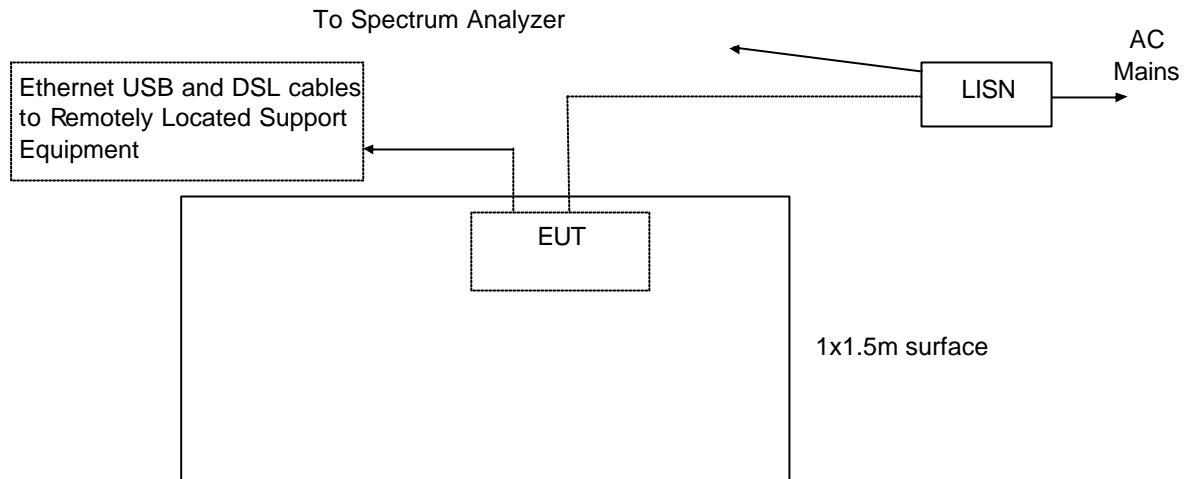 To Spectrum Analyzer
AC
Mains
Ethernet USB and DSL cables
to Remotely Located Support
Equipment
LISN
EUT
1x1.5m surface